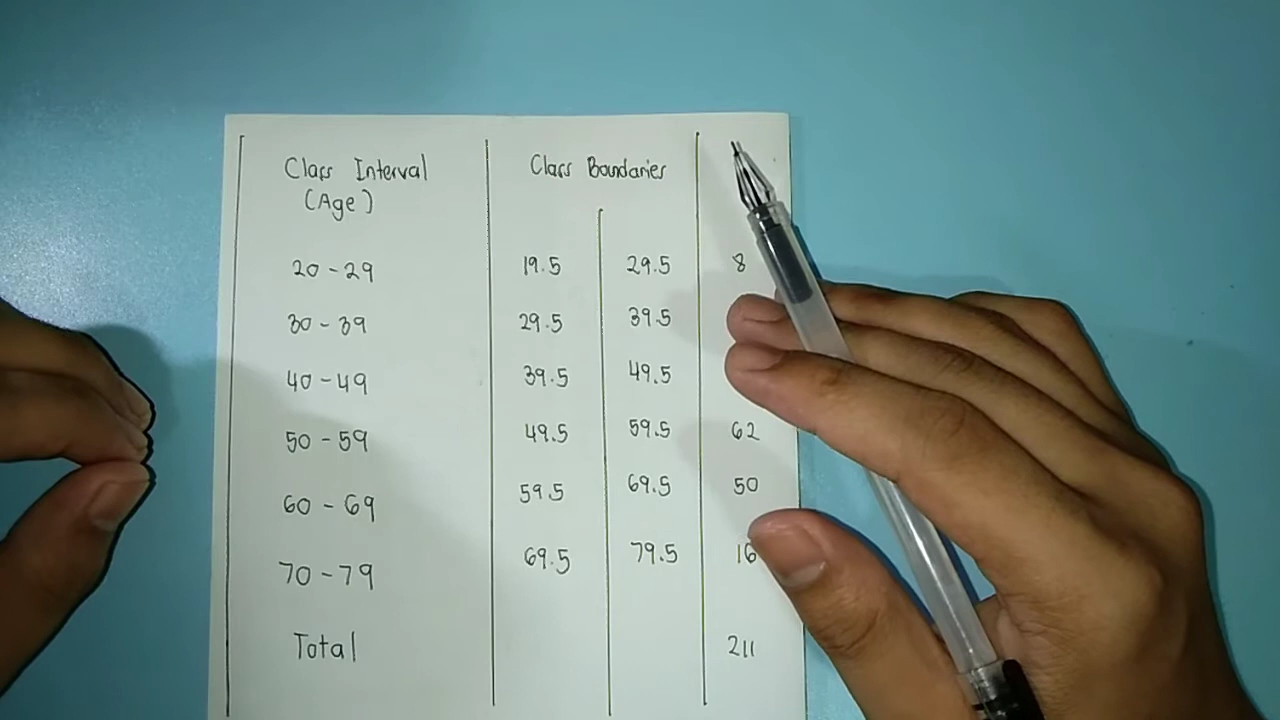 Class Interval Class Boundaries
(Age)
20 - 29 19.5 29.5 8
30 - 39 29.5 39.5
40 - 49 39.5 49.5
50 - 59 49.5 59.5 62
60 - 69 59.5 69.5 50
70 - 79 69.5 79.5 16
Total 211